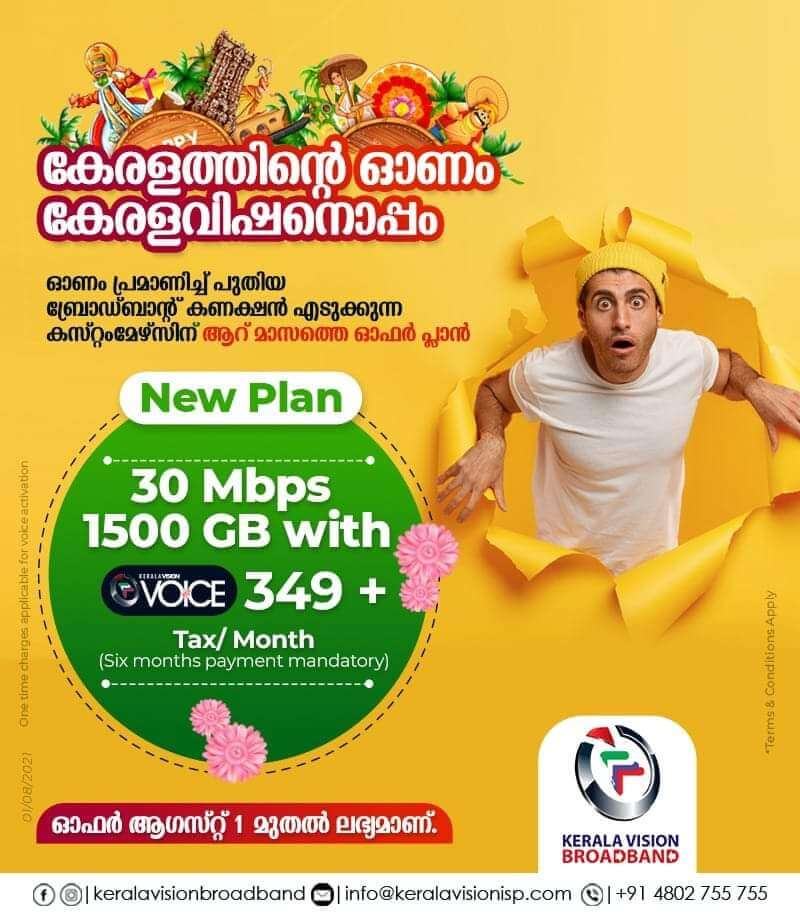 കേരളത്തിന്റെ ഓണം
കേരളവിഷനൊപ്പം
ഓണം പ്രമാണിച്ച് പുതിയ
ബ്രോഡ്ബാന്റ് കണക്ഷൻ എടുക്കുന്ന
കസ്റ്റംമേഴ്സിന് ആറ് മാസത്തെ ഓഫർ പ്ലാൻ
New Plan
30 Mbps
1500 GB with
KERALA VISION
VOICE 349 +
Tax/ Month
(Six months payment mandatory)
One time charges applicable for voice activation
01/08/2021
*Terms & Conditions Apply
ഓഫർ ആഗസ്റ്റ് 1 മുതൽ ലഭ്യമാണ്.
KERALA VISION
BROADBAND
| keralavisionbroadband | info@keralavisionisp.com | +91 4802 755 755